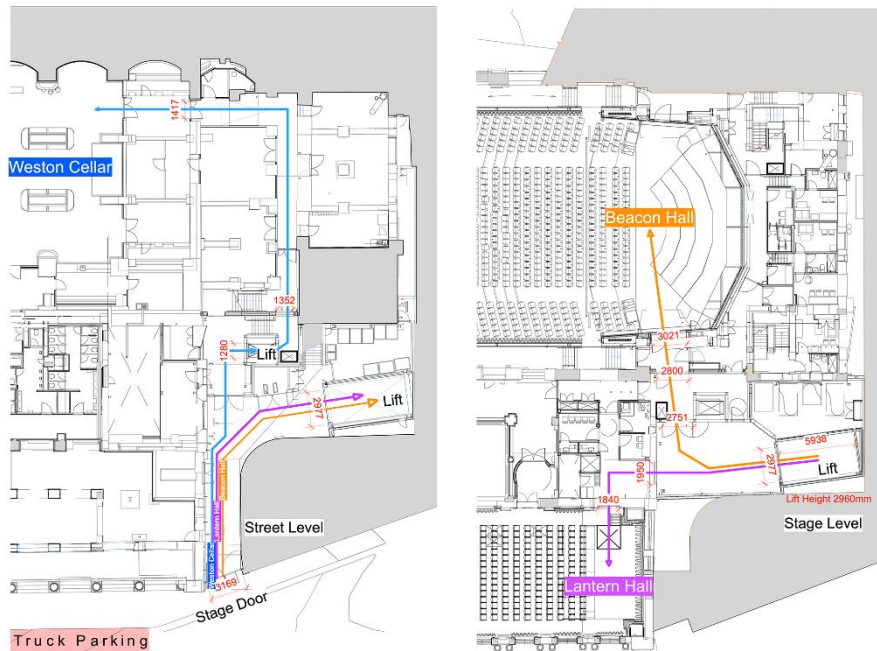 1417
Weston Cellar
1352
1280
Lift
2977
Lift
Weston Cellar
Lantern Hall
Beacon Hall
Street Level
3169
Stage Door
Truck Parking
Beacon Hall
3021
2800
2751
5938
2977
Lift
1950
1840
Lift Height 2960mm
Stage Level
Lantern Hall